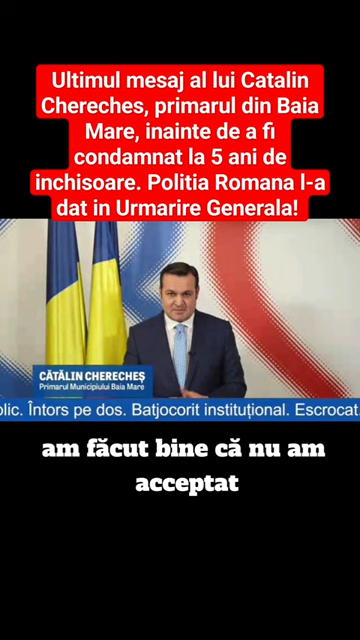 Ultimul mesaj al lui Catalin
Chereches, primarul din Baia
Mare, inainte de a fi
condamnat la 5 ani de
inchisoare. Politia Romana l-a
dat in Urmarire Generala!
CĂTĂLIN CHERECHEȘ
Primarul Municipiului Baia Mare
blic. Întors pe dos. Batjocorit instituțional. Escrocat.
am făcut bine că nu am
acceptat